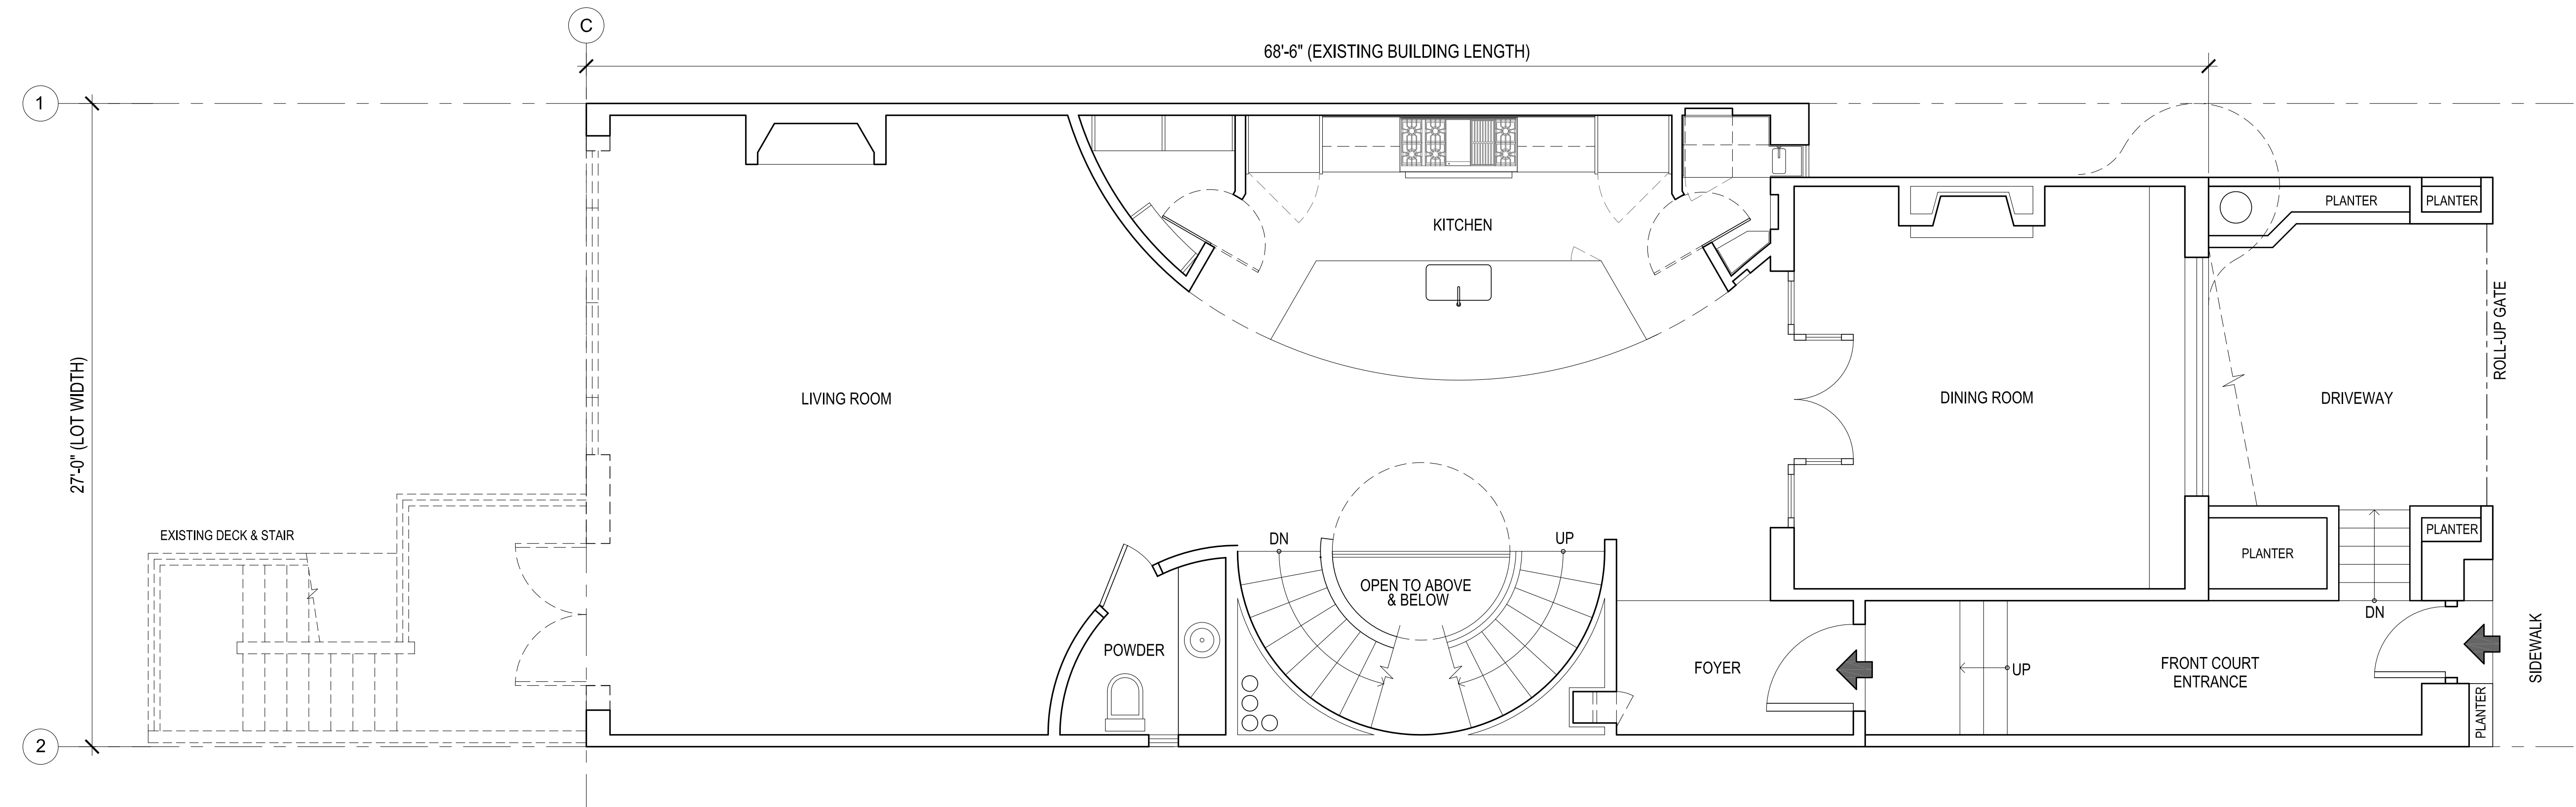 C
68'-6" (EXISTING BUILDING LENGTH)
1
27'-0" (LOT WIDTH)
2
EXISTING DECK & STAIR
LIVING ROOM
KITCHEN
DINING ROOM
PLANTER
PLANTER
DRIVEWAY
ROLL-UP GATE
PLANTER
PLANTER
DN
UP
OPEN TO ABOVE
& BELOW
POWDER
FOYER
UP
FRONT COURT
ENTRANCE
DN
SIDEWALK
PLANTER